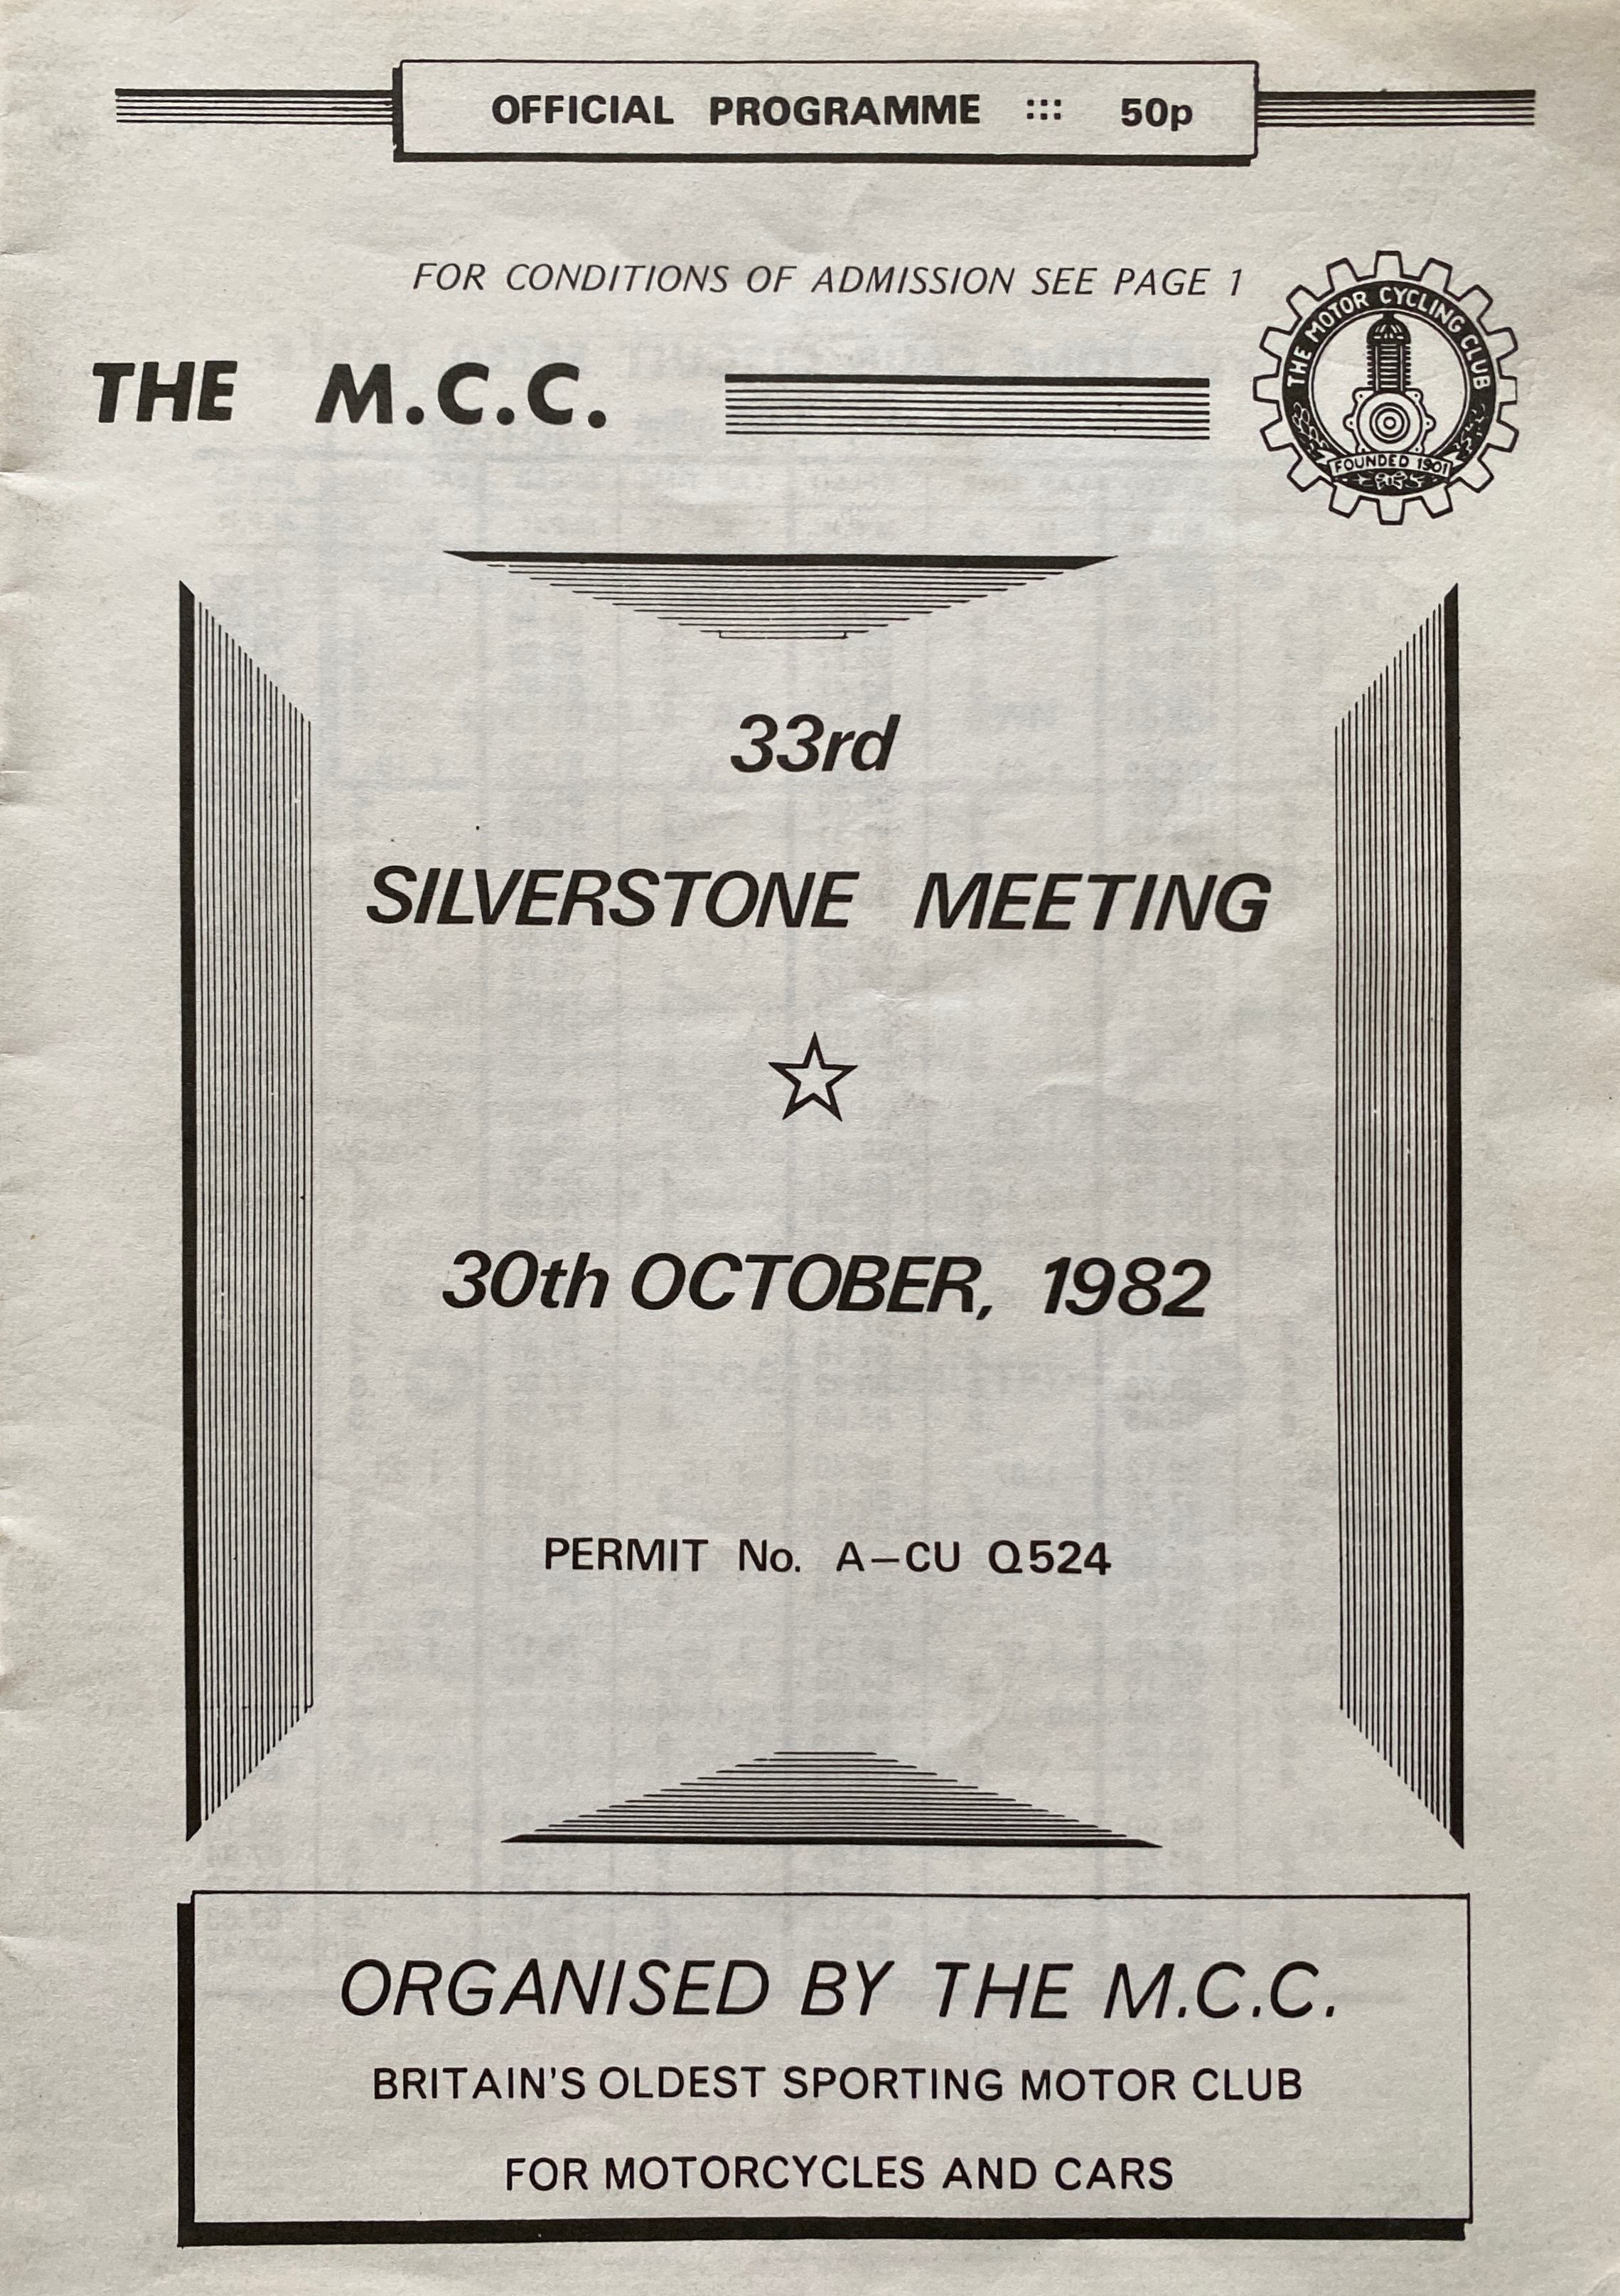 OFFICIAL PROGRAMME ::: 50p
FOR CONDITIONS OF ADMISSION SEE PAGE 1
THE MOTOR CYCLING CLUB
FOUNDED 1901
THE M.C.C.
33rd
SILVERSTONE MEETING
30th OCTOBER, 1982
PERMIT No. A–CU Q524
ORGANISED BY THE M.C.C.
BRITAIN'S OLDEST SPORTING MOTOR CLUB
FOR MOTORCYCLES AND CARS